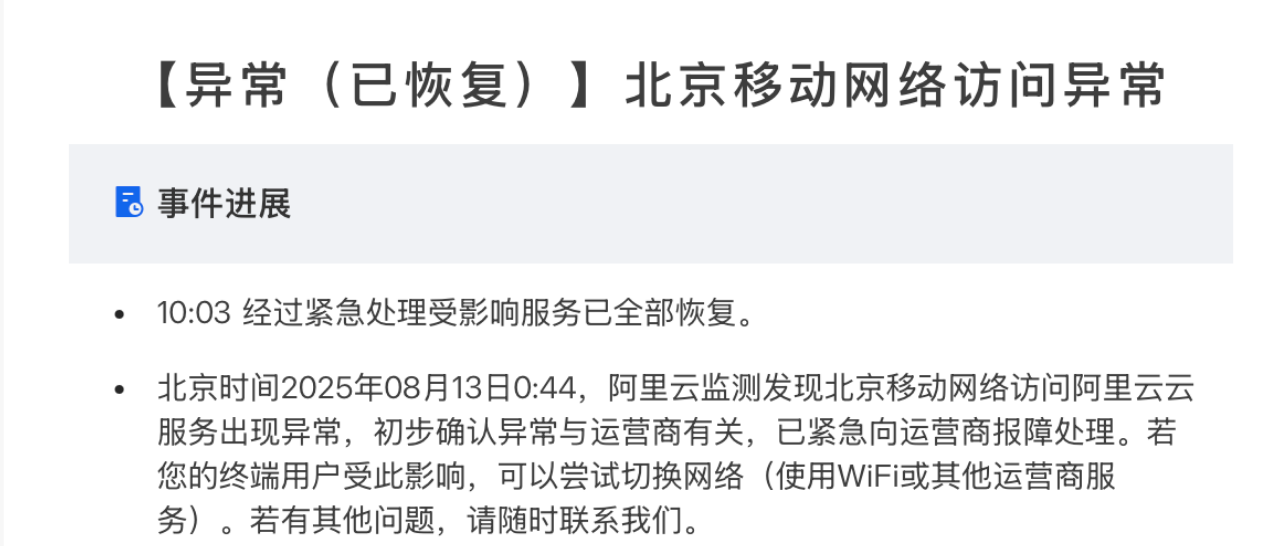 【异常（已恢复）】北京移动网络访问异常
事件进展
10:03 经过紧急处理受影响服务已全部恢复。
北京时间2025年08月13日0:44，阿里云监测发现北京移动网络访问阿里云云
服务出现异常，初步确认异常与运营商有关，已紧急向运营商报障处理。若
您的终端用户受此影响，可以尝试切换网络（使用WiFi或其他运营商服
务）。若有其他问题，请随时联系我们。